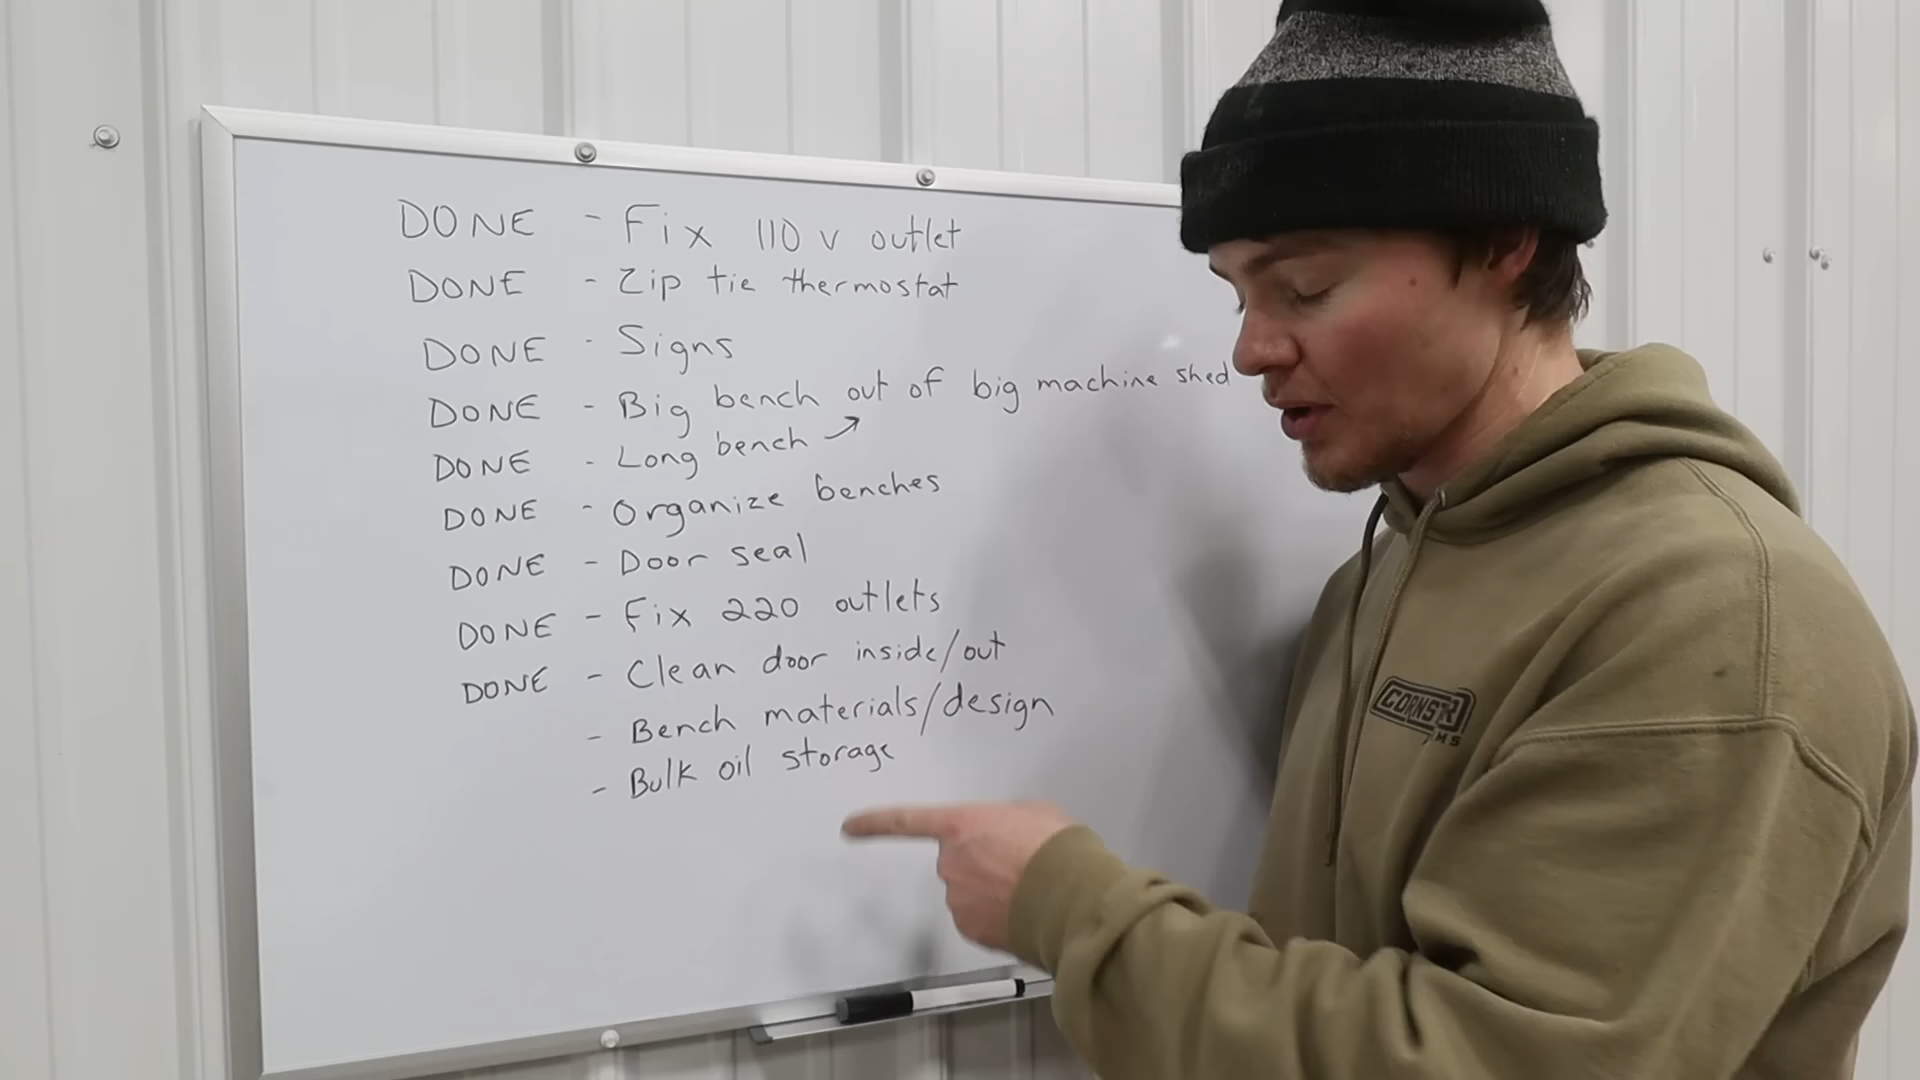 DONE - Fix 110 v outlet
DONE - Zip tie thermostat
DONE - Signs
DONE - Big bench out of big machine shed
DONE - Long bench ↗
DONE - Organize benches
DONE - Door seal
DONE - Fix 220 outlets
DONE - Clean door inside/out
- Bench materials/design
- Bulk oil storage
CORNSTR
MS